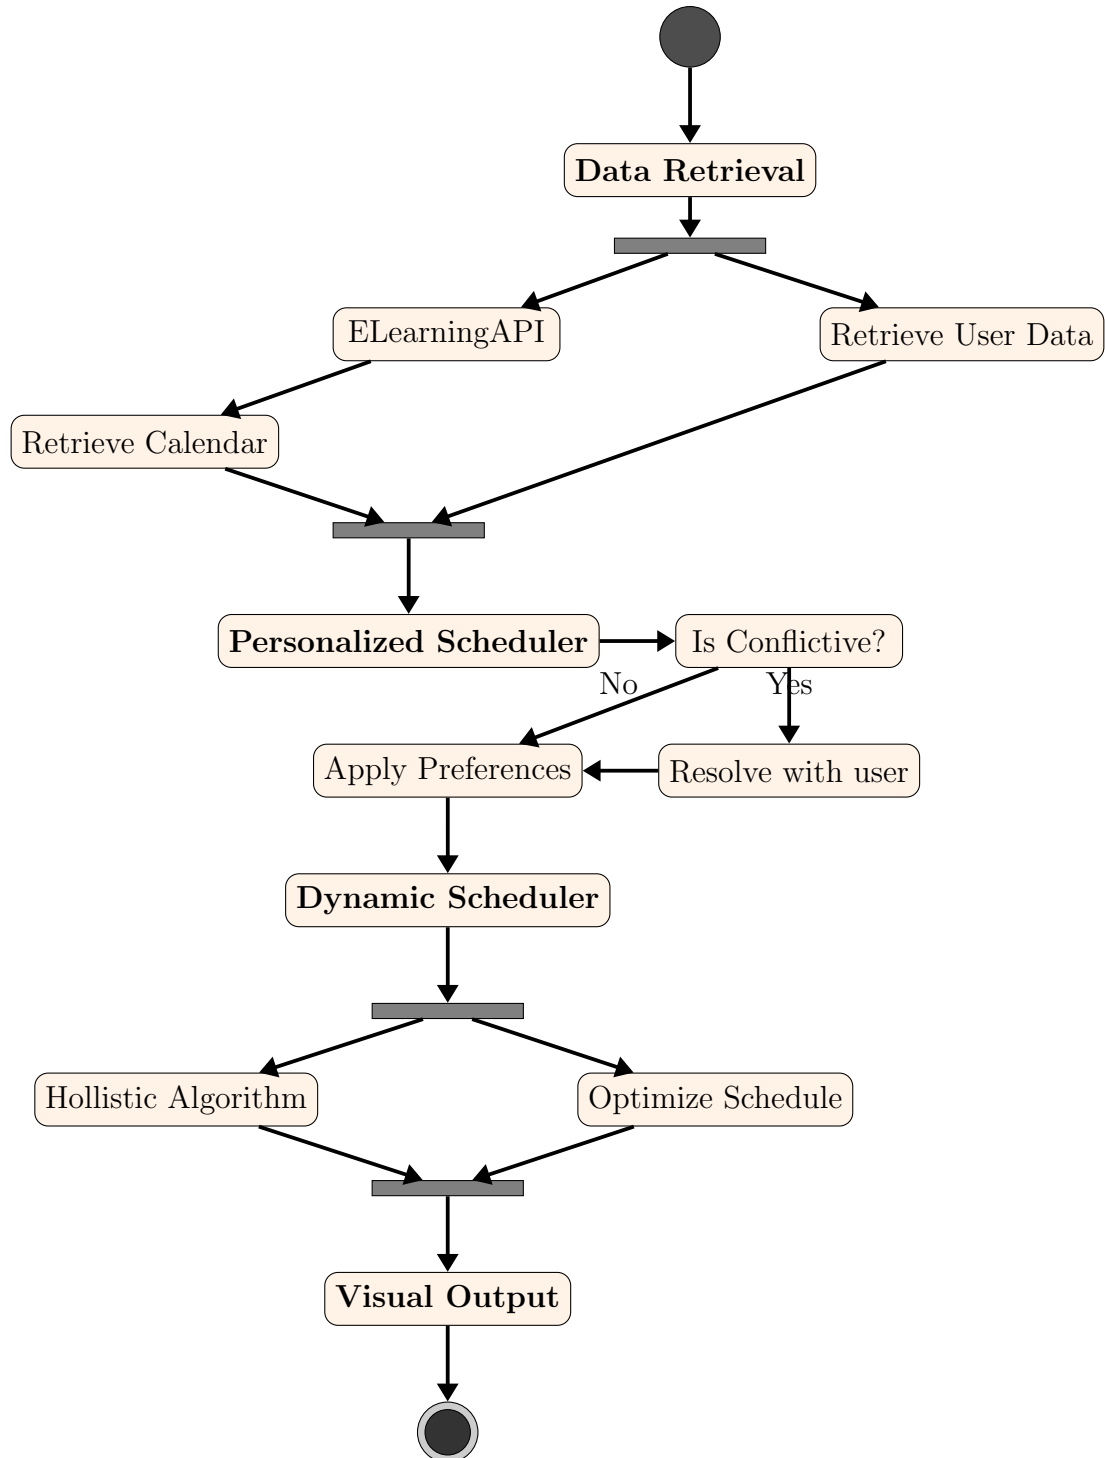 Data Retrieval
ELearningAPI
Retrieve User Data
Retrieve Calendar
Personalized Scheduler
Is Conflictive?
No
Yes
Apply Preferences
Resolve with user
Dynamic Scheduler
Hollistic Algorithm
Optimize Schedule
Visual Output